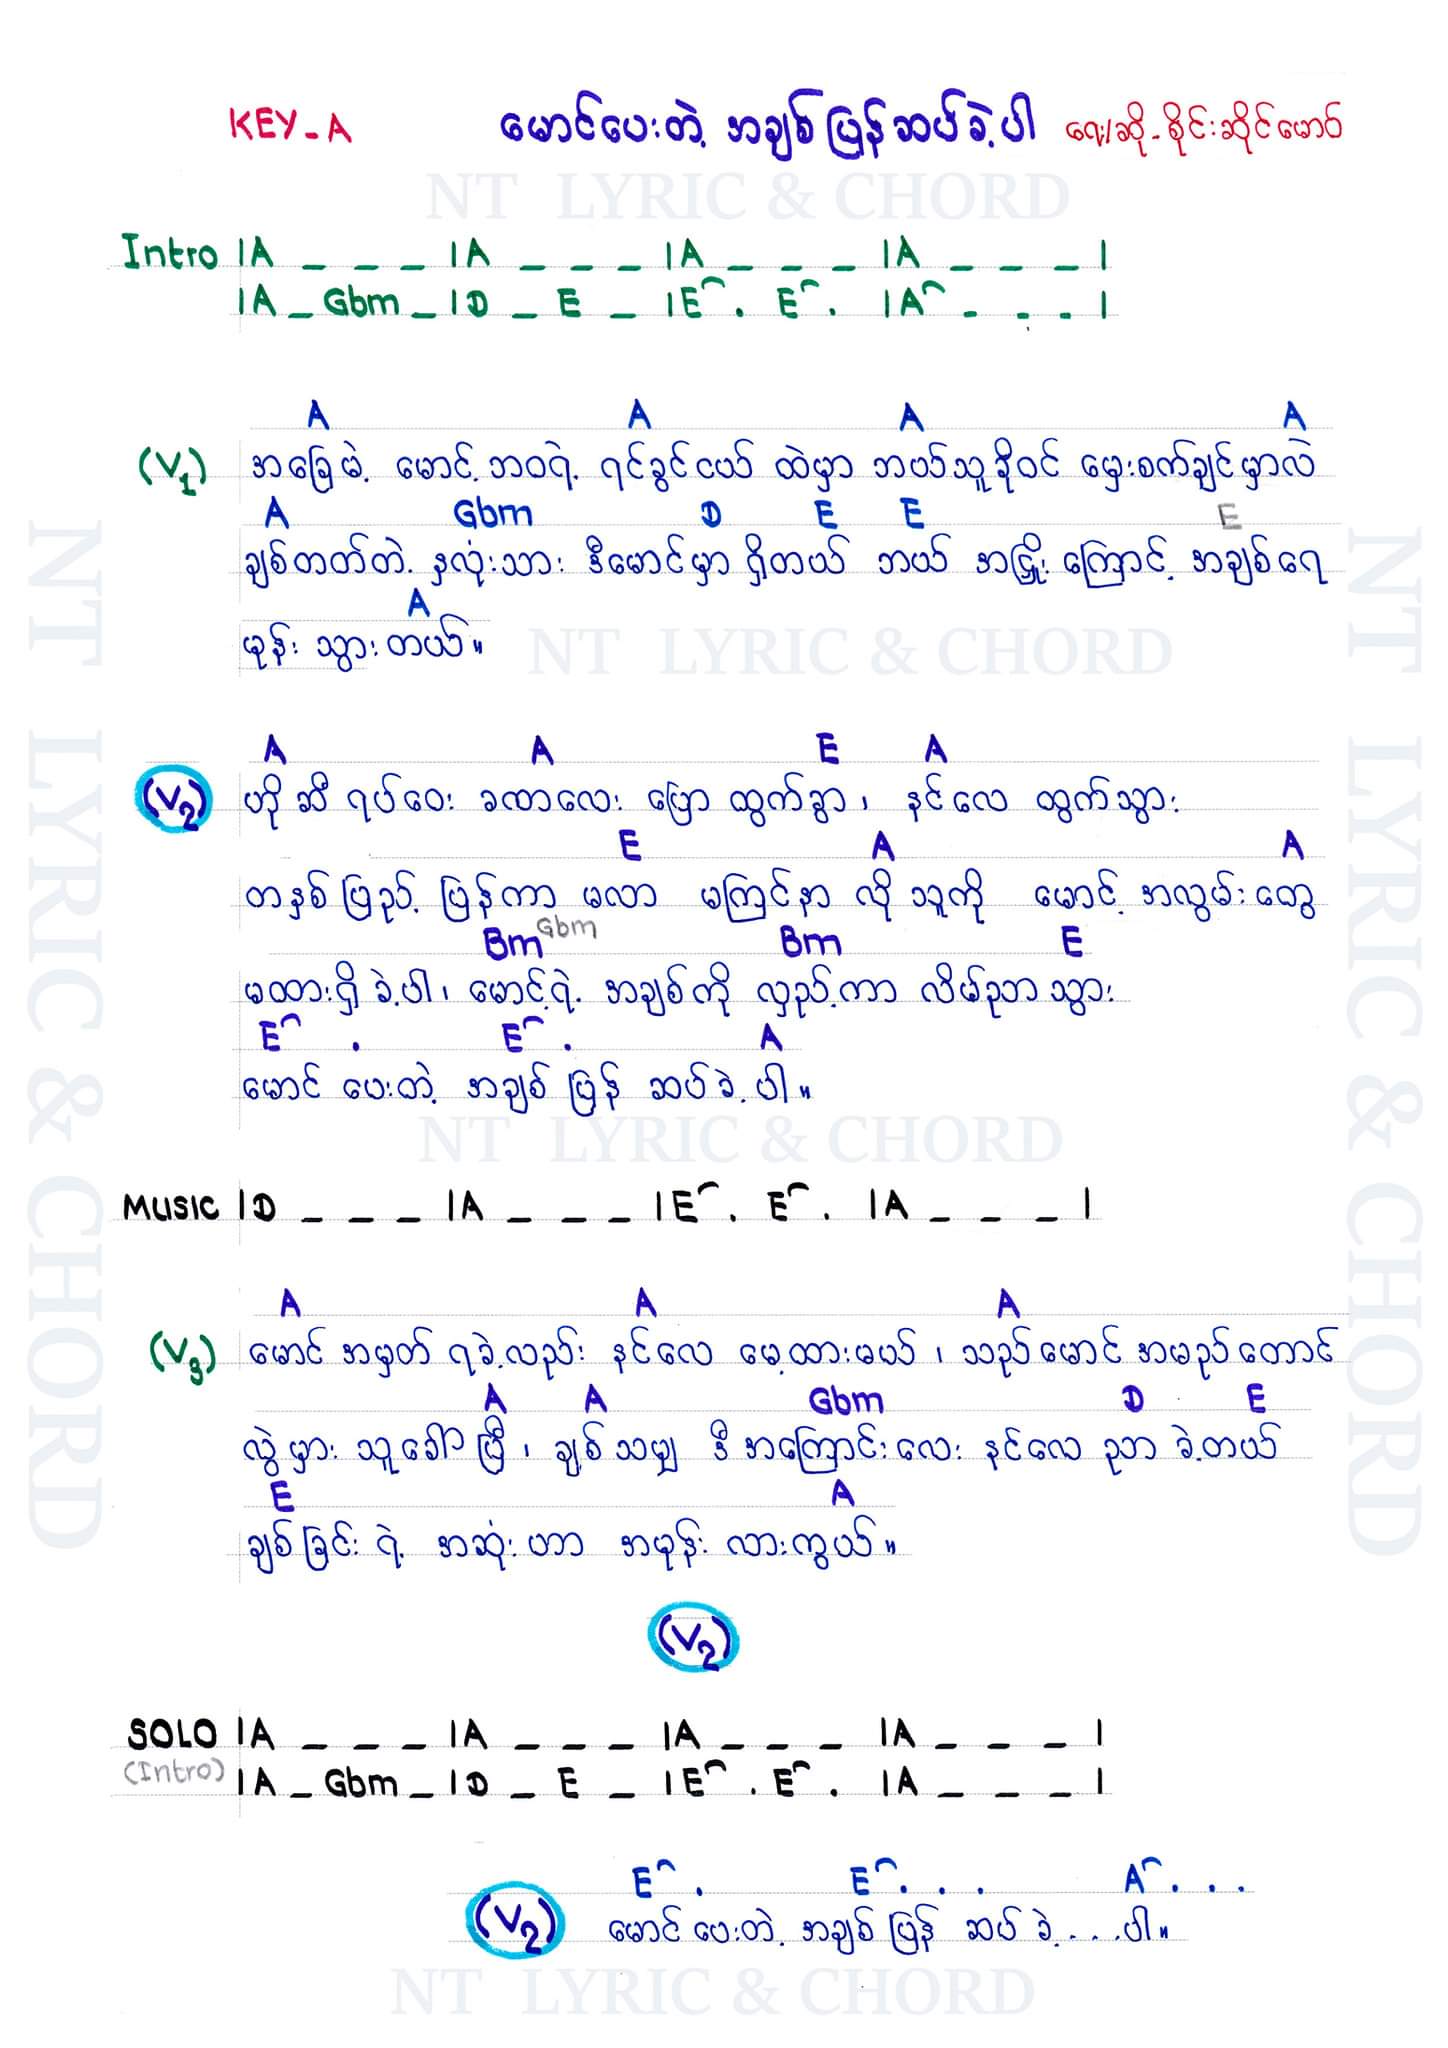 KEY-A မောင်ပေးတဲ့ အချစ်ပြန်ဆပ်ခဲ့ပါ ရေး/ဆို-စိုင်းဆိုင်မောဝ်
NT LYRIC & CHORD
Intro |A _ _ _ |A _ _ _ |A _ _ _ |A _ _ _ |
|A _ Gbm _ |D _ E _ |E⌒ . E⌒ . |A⌒ . . . |
A A A A
(V1) အခြေမဲ့ မောင့်ဘဝရဲ့ ရင်ခွင်ငယ် ထဲမှာ ဘယ်သူခိုဝင် မှေးစက်ချင်မှာလဲ
A Gbm D E E E
ချစ်တတ်တဲ့ နှလုံးသား ဒီမောင်မှာ ရှိတယ် ဘယ် အငြှိုး ကြောင့် အချစ်ရေ
A
မုန်း သွားတယ်။
NT LYRIC & CHORD
A A E A
(V2) ဟိုဆီ ရပ်ဝေး ခဏလေး ပြော ထွက်ခွာ၊ နင်လေ ထွက်သွား
E A A
တနှစ်ပြည့် ပြန်ကာ မလာ မကြင်နာ လို့ သူကို မောင့် အလွမ်းတွေ
Bm Gbm Bm E
မထားရှိခဲ့ပါ၊ မောင့်ရဲ့ အချစ်ကို လှည့်ကာ လိမ်ညာသွား
E⌒ . E⌒ . A
မောင် ပေးတဲ့ အချစ် ပြန် ဆပ်ခဲ့ပါ။
NT LYRIC & CHORD
MUSIC |D _ _ _ |A _ _ _ |E⌒ . E⌒ . |A _ _ _ |
A A A
(V3) မောင် အမှတ် ရခဲ့လည်း နင်လေ မေ့ထားမယ်၊ သည်မောင် အမည်တောင်
A A Gbm D E
လွဲမှား သူခေါ်ပြီ၊ ချစ်သမျှ ဒီအကြောင်းလေး နင်လေ ညာ ခဲ့တယ်
E A
ချစ်ခြင်း ရဲ့ အဆုံးဟာ အမုန်း လားကွယ်။
(V2)
SOLO |A _ _ _ |A _ _ _ |A _ _ _ |A _ _ _ |
(Intro) |A _ Gbm _ |D _ E _ |E⌒ . E⌒ . |A _ _ _ |
E⌒ . E⌒ . . . A⌒ . . .
(V2) မောင်ပေးတဲ့ အချစ်ပြန် ဆပ် ခဲ့....ပါ။
NT LYRIC & CHORD
NT LYRIC & CHORD
NT LYRIC & CHORD